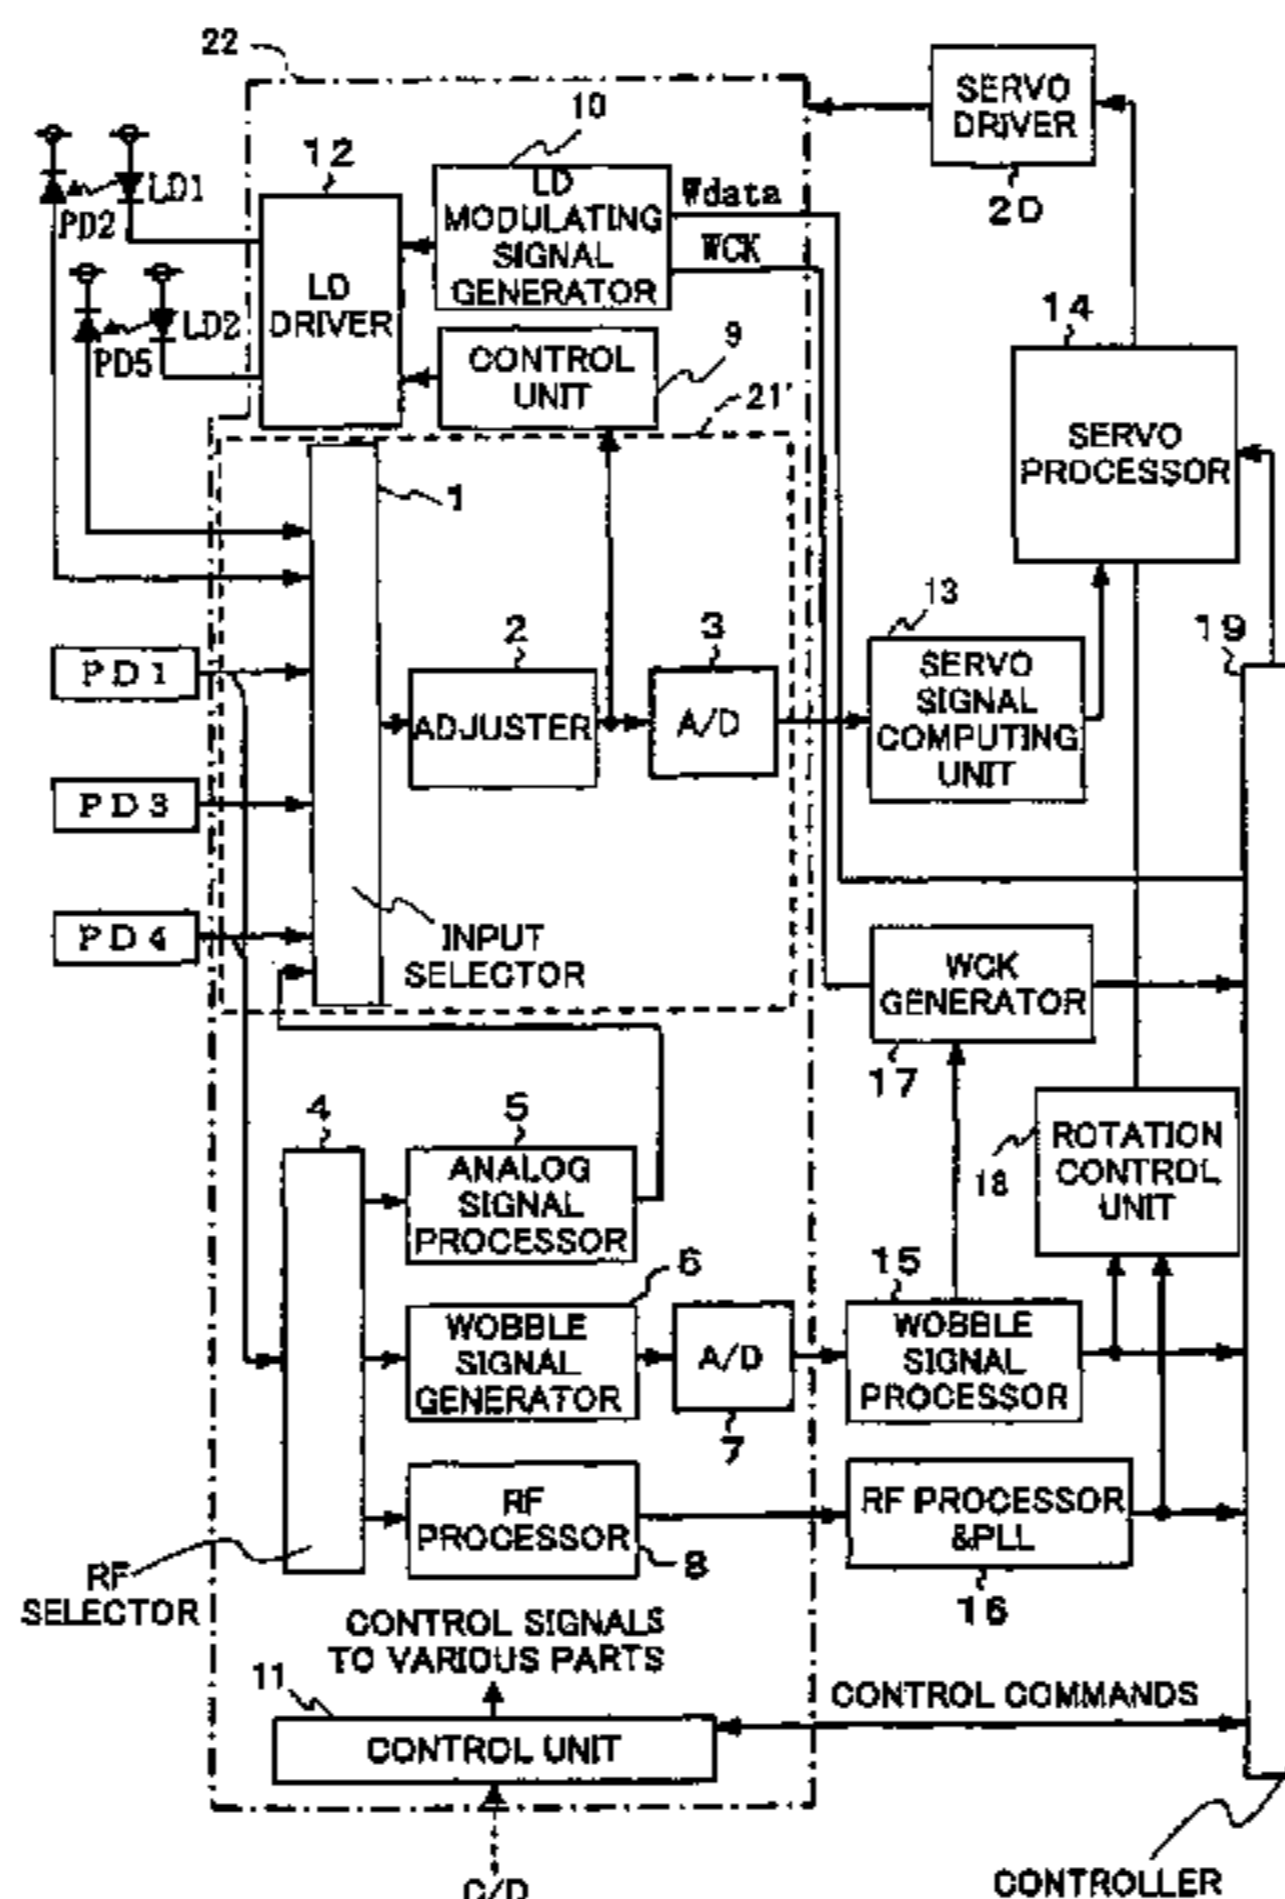 22
10
SERVO
DRIVER
20
12
LD
MODULATING
SIGNAL
GENERATOR
Wdata
WCK
LD1
PD2
LD2
PD5
LD
DRIVER
CONTROL
UNIT
9
21'
14
SERVO
PROCESSOR
1
13
19
2
3
PD1
ADJUSTER
A/D
SERVO
SIGNAL
COMPUTING
UNIT
PD3
PD4
INPUT
SELECTOR
WCK
GENERATOR
17
4
5
ANALOG
SIGNAL
PROCESSOR
ROTATION
CONTROL
UNIT
18
6
15
WOBBLE
SIGNAL
GENERATOR
A/D
7
WOBBLE
SIGNAL
PROCESSOR
RF
PROCESSOR
8
RF PROCESSOR
&PLL
16
RF
SELECTOR
CONTROL SIGNALS
TO VARIOUS PARTS
11
CONTROL UNIT
CONTROL COMMANDS
C/D
CONTROLLER